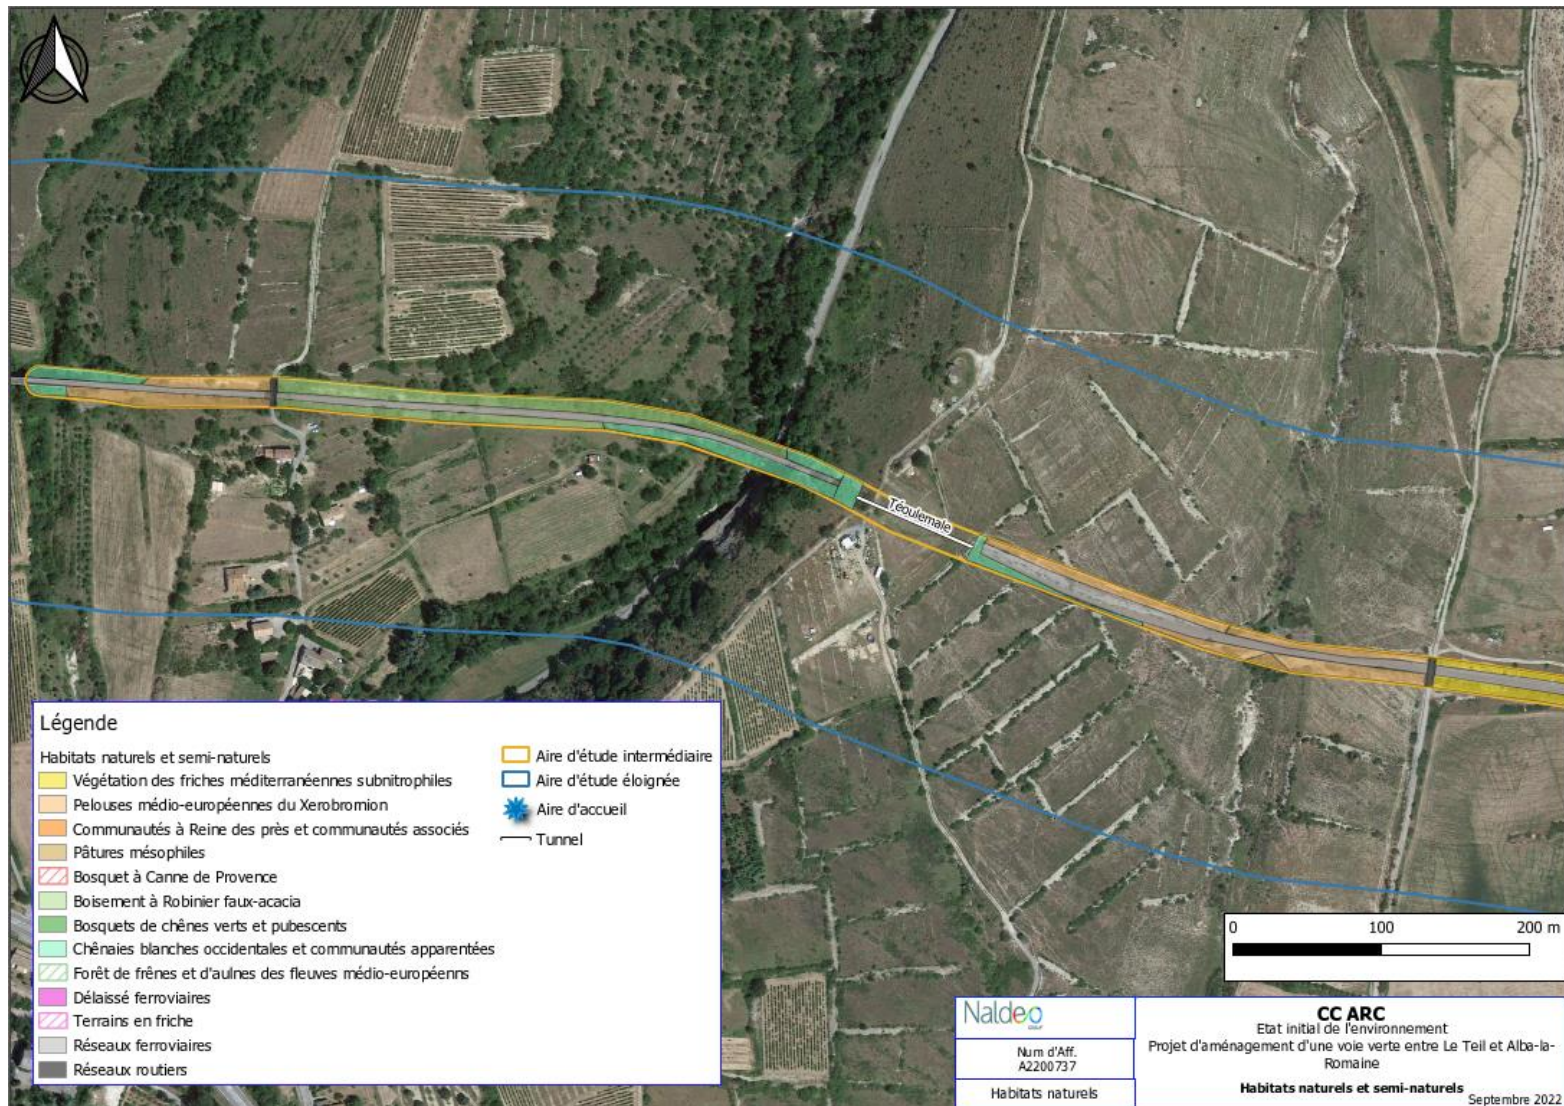 Téoulemale
Légende
Habitats naturels et semi-naturels
Végétation des friches méditerranéennes subnitrophiles
Pelouses médio-européennes du Xerobromion
Communautés à Reine des près et communautés associés
Pâtures mésophiles
Bosquet à Canne de Provence
Boisement à Robinier faux-acacia
Bosquets de chênes verts et pubescents
Chênaies blanches occidentales et communautés apparentées
Forêt de frênes et d'aulnes des fleuves médio-européenns
Délaissé ferroviaires
Terrains en friche
Réseaux ferroviaires
Réseaux routiers
Aire d'étude intermédiaire
Aire d'étude éloignée
Aire d'accueil
Tunnel
0 100 200 m
Naldeo
Num d'Aff.
A2200737
Habitats naturels
CC ARC
Etat initial de l'environnement
Projet d'aménagement d'une voie verte entre Le Teil et Alba-la-
Romaine
Habitats naturels et semi-naturels
Septembre 2022